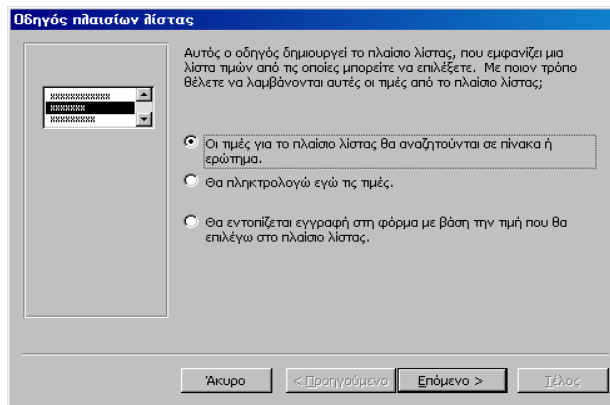 Οδηγός πλαισίων λίστας
Αυτός ο οδηγός δημιουργεί το πλαίσιο λίστας, που εμφανίζει μια
λίστα τιμών από τις οποίες μπορείτε να επιλέξετε. Με ποιον τρόπο
θέλετε να λαμβάνονται αυτές οι τιμές από το πλαίσιο λίστας;
xxxxxxxxxxxx
xxxxxxx
xxxxxxxxx
Οι τιμές για το πλαίσιο λίστας θα αναζητούνται σε πίνακα ή
ερώτημα.
Θα πληκτρολογώ εγώ τις τιμές.
Θα εντοπίζεται εγγραφή στη φόρμα με βάση την τιμή που θα
επιλέγω στο πλαίσιο λίστας.
Άκυρο < Προηγούμενο Επόμενο > Τέλος